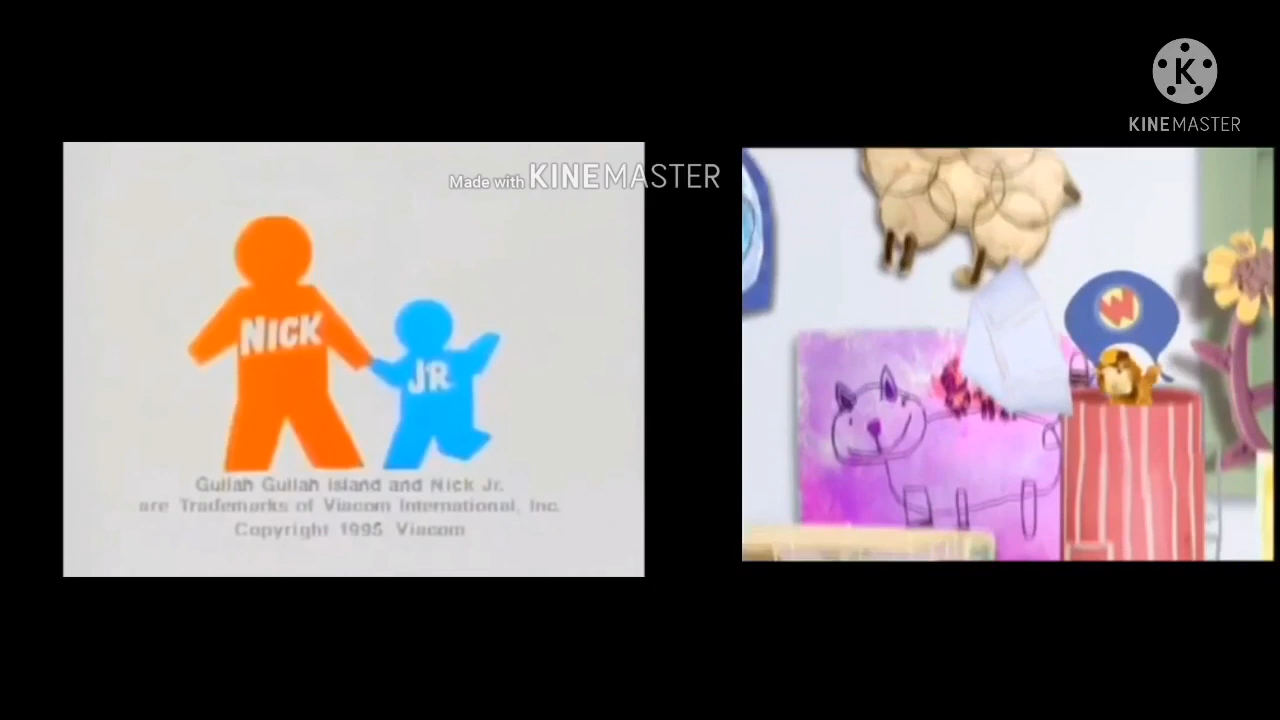 K
KINEMASTER
Made with KINEMASTER
NICK
JR.
Gullah Gullah Island and Nick Jr.
are Trademarks of Viacom International, Inc.
Copyright 1995 Viacom
W